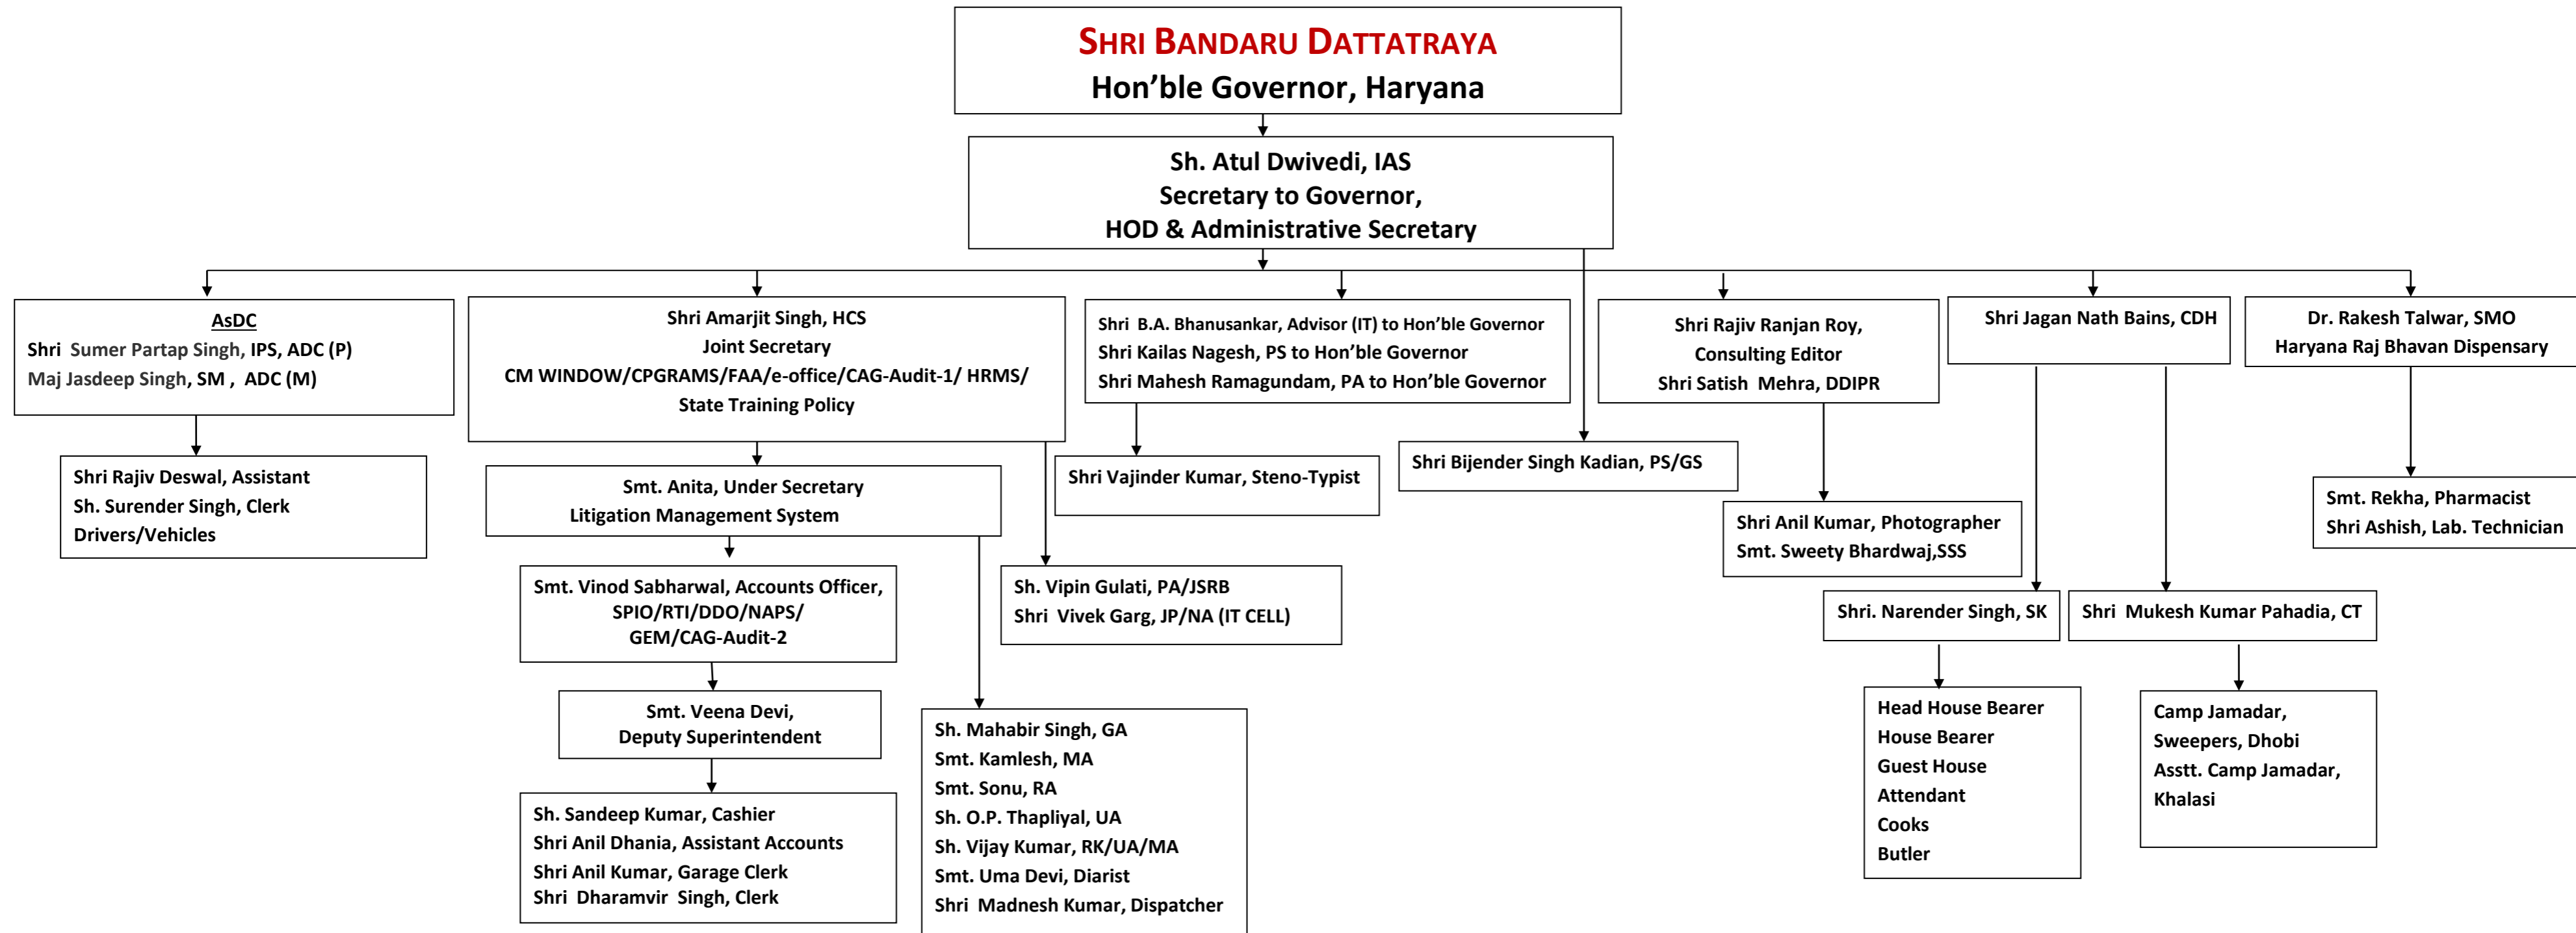 SHRI BANDARU DATTATRAYA
Hon’ble Governor, Haryana
Sh. Atul Dwivedi, IAS
Secretary to Governor,
HOD & Administrative Secretary
AsDC
Shri Sumer Partap Singh, IPS, ADC (P)
Maj Jasdeep Singh, SM , ADC (M)
Shri Amarjit Singh, HCS
Joint Secretary
CM WINDOW/CPGRAMS/FAA/e-office/CAG-Audit-1/ HRMS/
State Training Policy
Shri B.A. Bhanusankar, Advisor (IT) to Hon’ble Governor
Shri Kailas Nagesh, PS to Hon’ble Governor
Shri Mahesh Ramagundam, PA to Hon’ble Governor
Shri Rajiv Ranjan Roy,
Consulting Editor
Shri Satish Mehra, DDIPR
Shri Jagan Nath Bains, CDH
Dr. Rakesh Talwar, SMO
Haryana Raj Bhavan Dispensary
Shri Rajiv Deswal, Assistant
Sh. Surender Singh, Clerk
Drivers/Vehicles
Smt. Anita, Under Secretary
Litigation Management System
Shri Vajinder Kumar, Steno-Typist
Shri Bijender Singh Kadian, PS/GS
Shri Anil Kumar, Photographer
Smt. Sweety Bhardwaj,SSS
Smt. Rekha, Pharmacist
Shri Ashish, Lab. Technician
Smt. Vinod Sabharwal, Accounts Officer,
SPIO/RTI/DDO/NAPS/
GEM/CAG-Audit-2
Sh. Vipin Gulati, PA/JSRB
Shri Vivek Garg, JP/NA (IT CELL)
Shri. Narender Singh, SK
Shri Mukesh Kumar Pahadia, CT
Smt. Veena Devi,
Deputy Superintendent
Sh. Mahabir Singh, GA
Smt. Kamlesh, MA
Smt. Sonu, RA
Sh. O.P. Thapliyal, UA
Sh. Vijay Kumar, RK/UA/MA
Smt. Uma Devi, Diarist
Shri Madnesh Kumar, Dispatcher
Head House Bearer
House Bearer
Guest House
Attendant
Cooks
Butler
Camp Jamadar,
Sweepers, Dhobi
Asstt. Camp Jamadar,
Khalasi
Sh. Sandeep Kumar, Cashier
Shri Anil Dhania, Assistant Accounts
Shri Anil Kumar, Garage Clerk
Shri Dharamvir Singh, Clerk